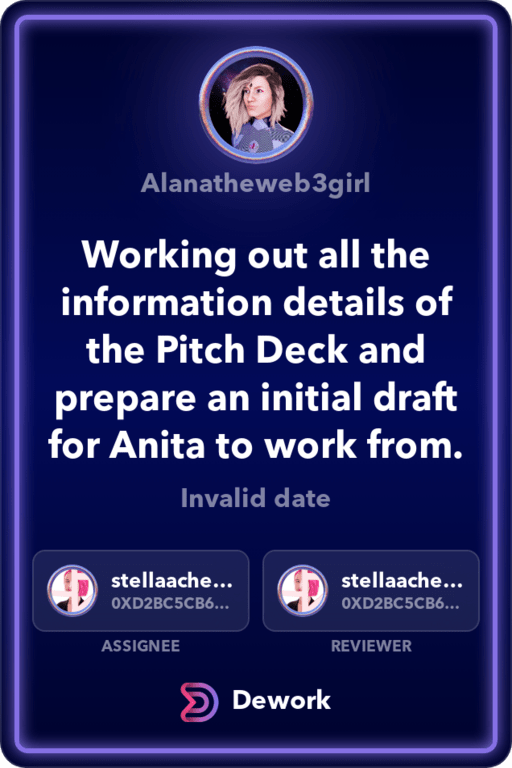 Alanatheweb3girl
Working out all the
information details of
the Pitch Deck and
prepare an initial draft
for Anita to work from.
Invalid date
stellaache...
0XD2BC5CB6...
ASSIGNEE
stellaache...
0XD2BC5CB6...
REVIEWER
Dework